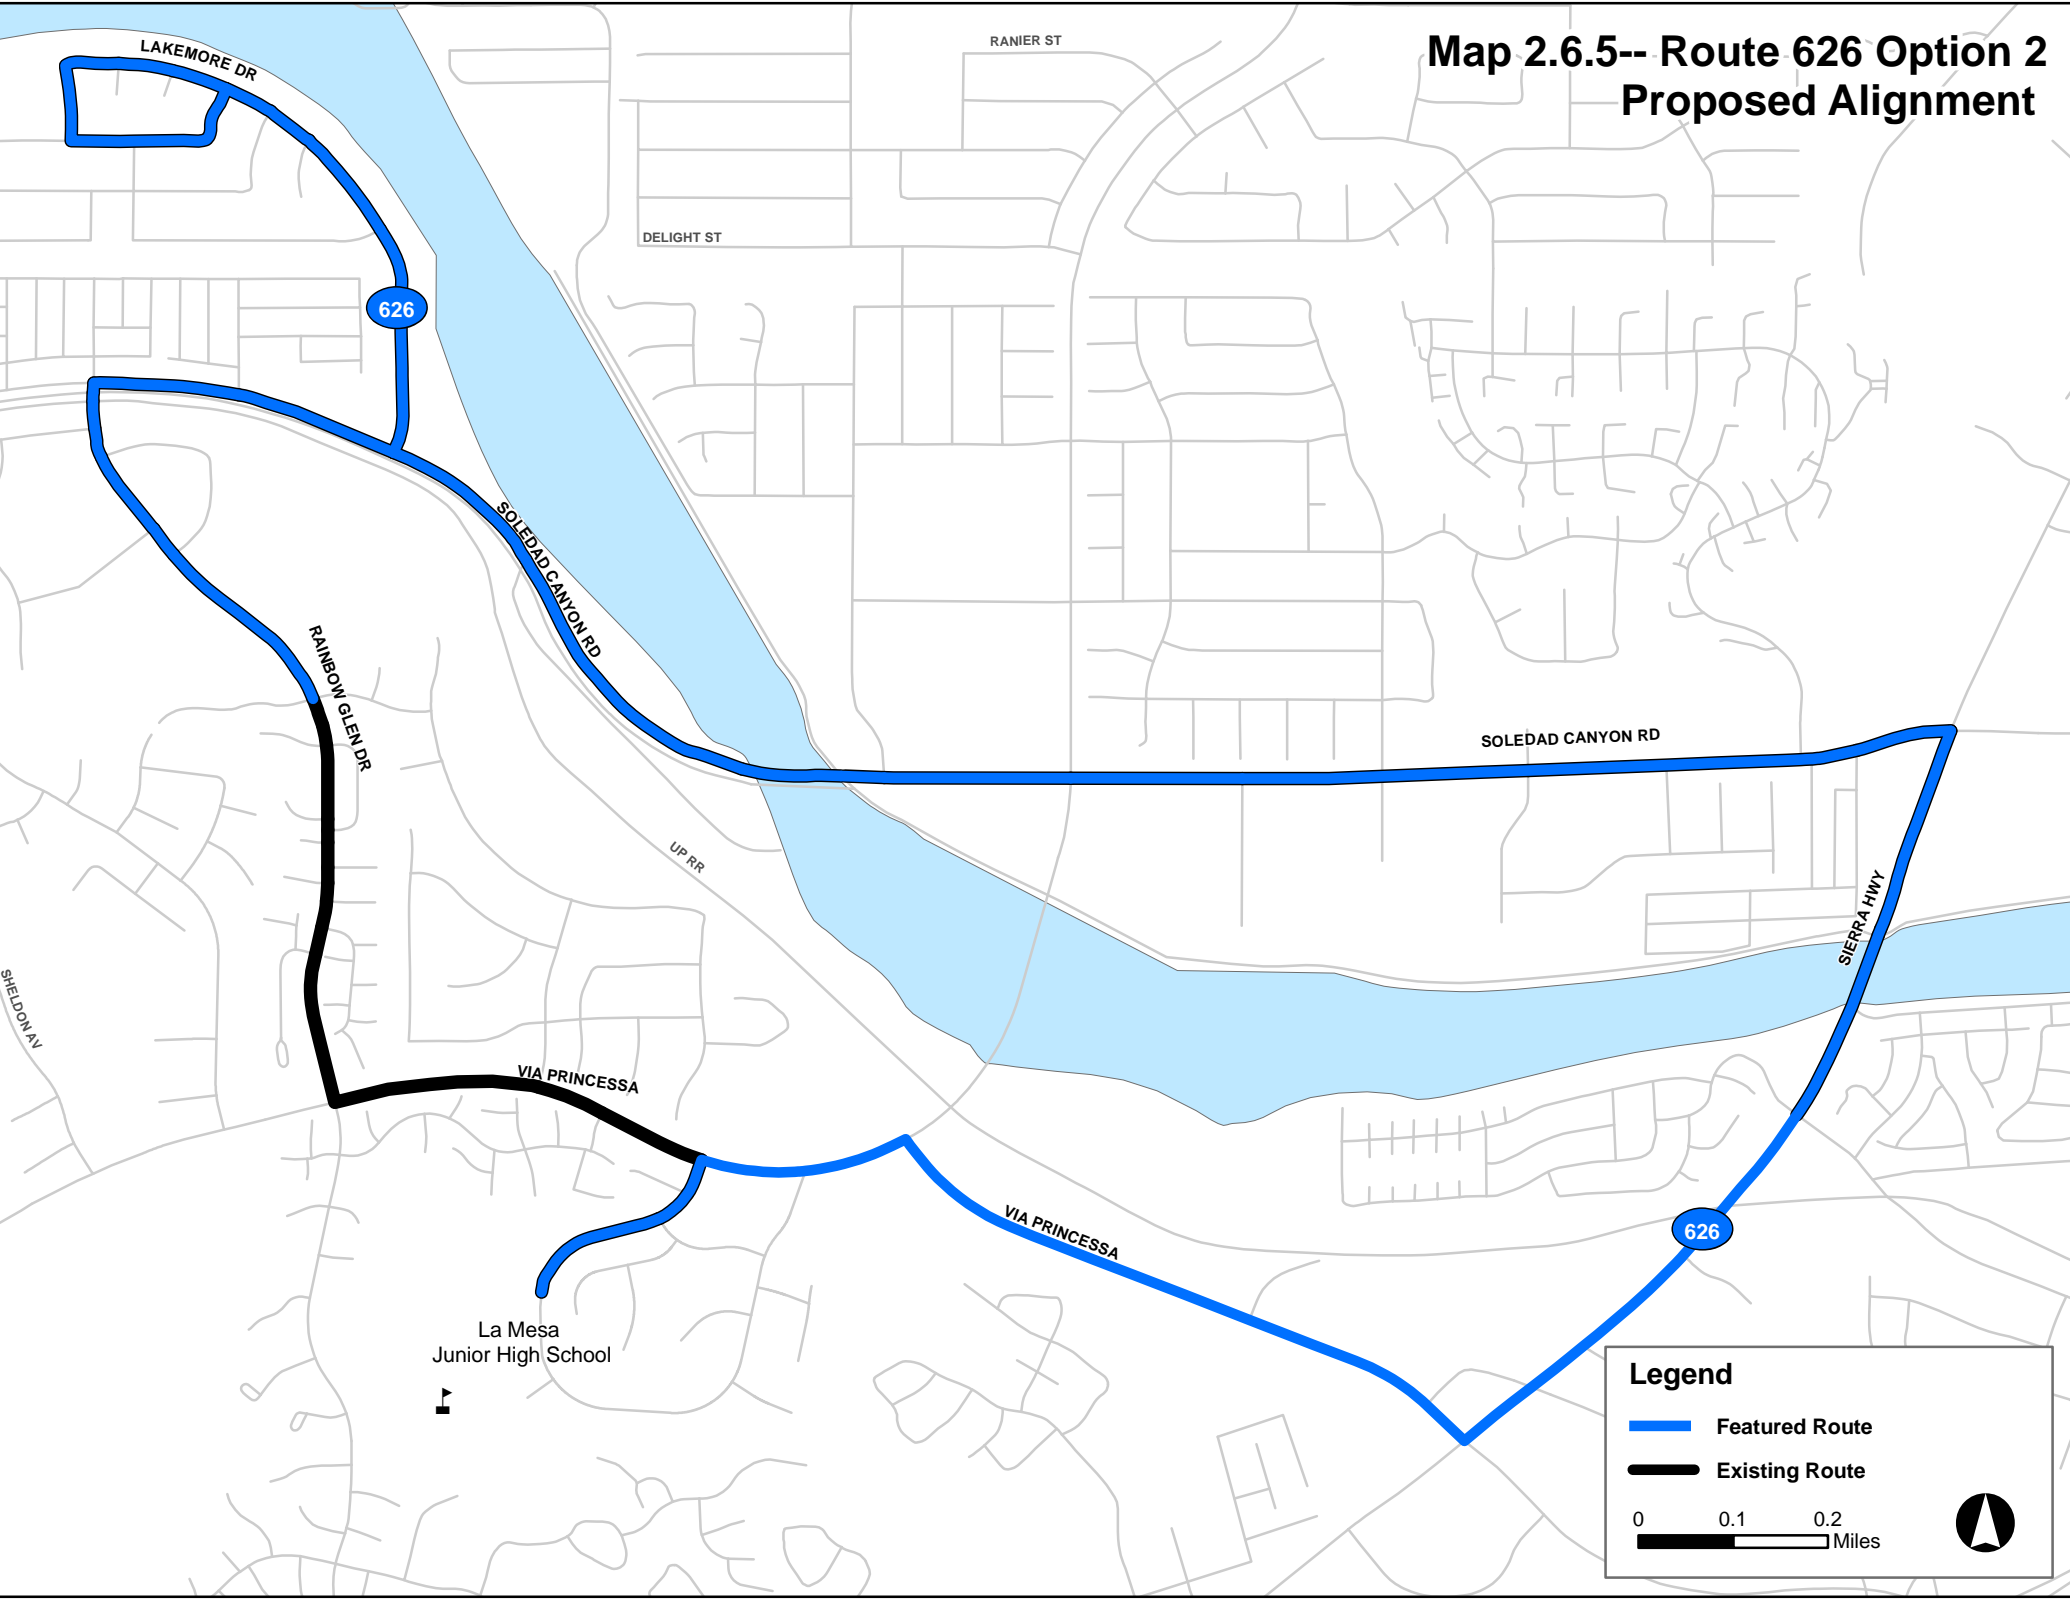 Map 2.6.5-- Route 626 Option 2
Proposed Alignment
LAKEMORE DR
RANIER ST
DELIGHT ST
626
SOLEDAD CANYON RD
RAINBOW GLEN DR
SOLEDAD CANYON RD
UP RR
SIERRA HWY
SHELDON AV
VIA PRINCESSA
VIA PRINCESSA
626
La Mesa
Junior High School
Legend
Featured Route
Existing Route
0 0.1 0.2
Miles